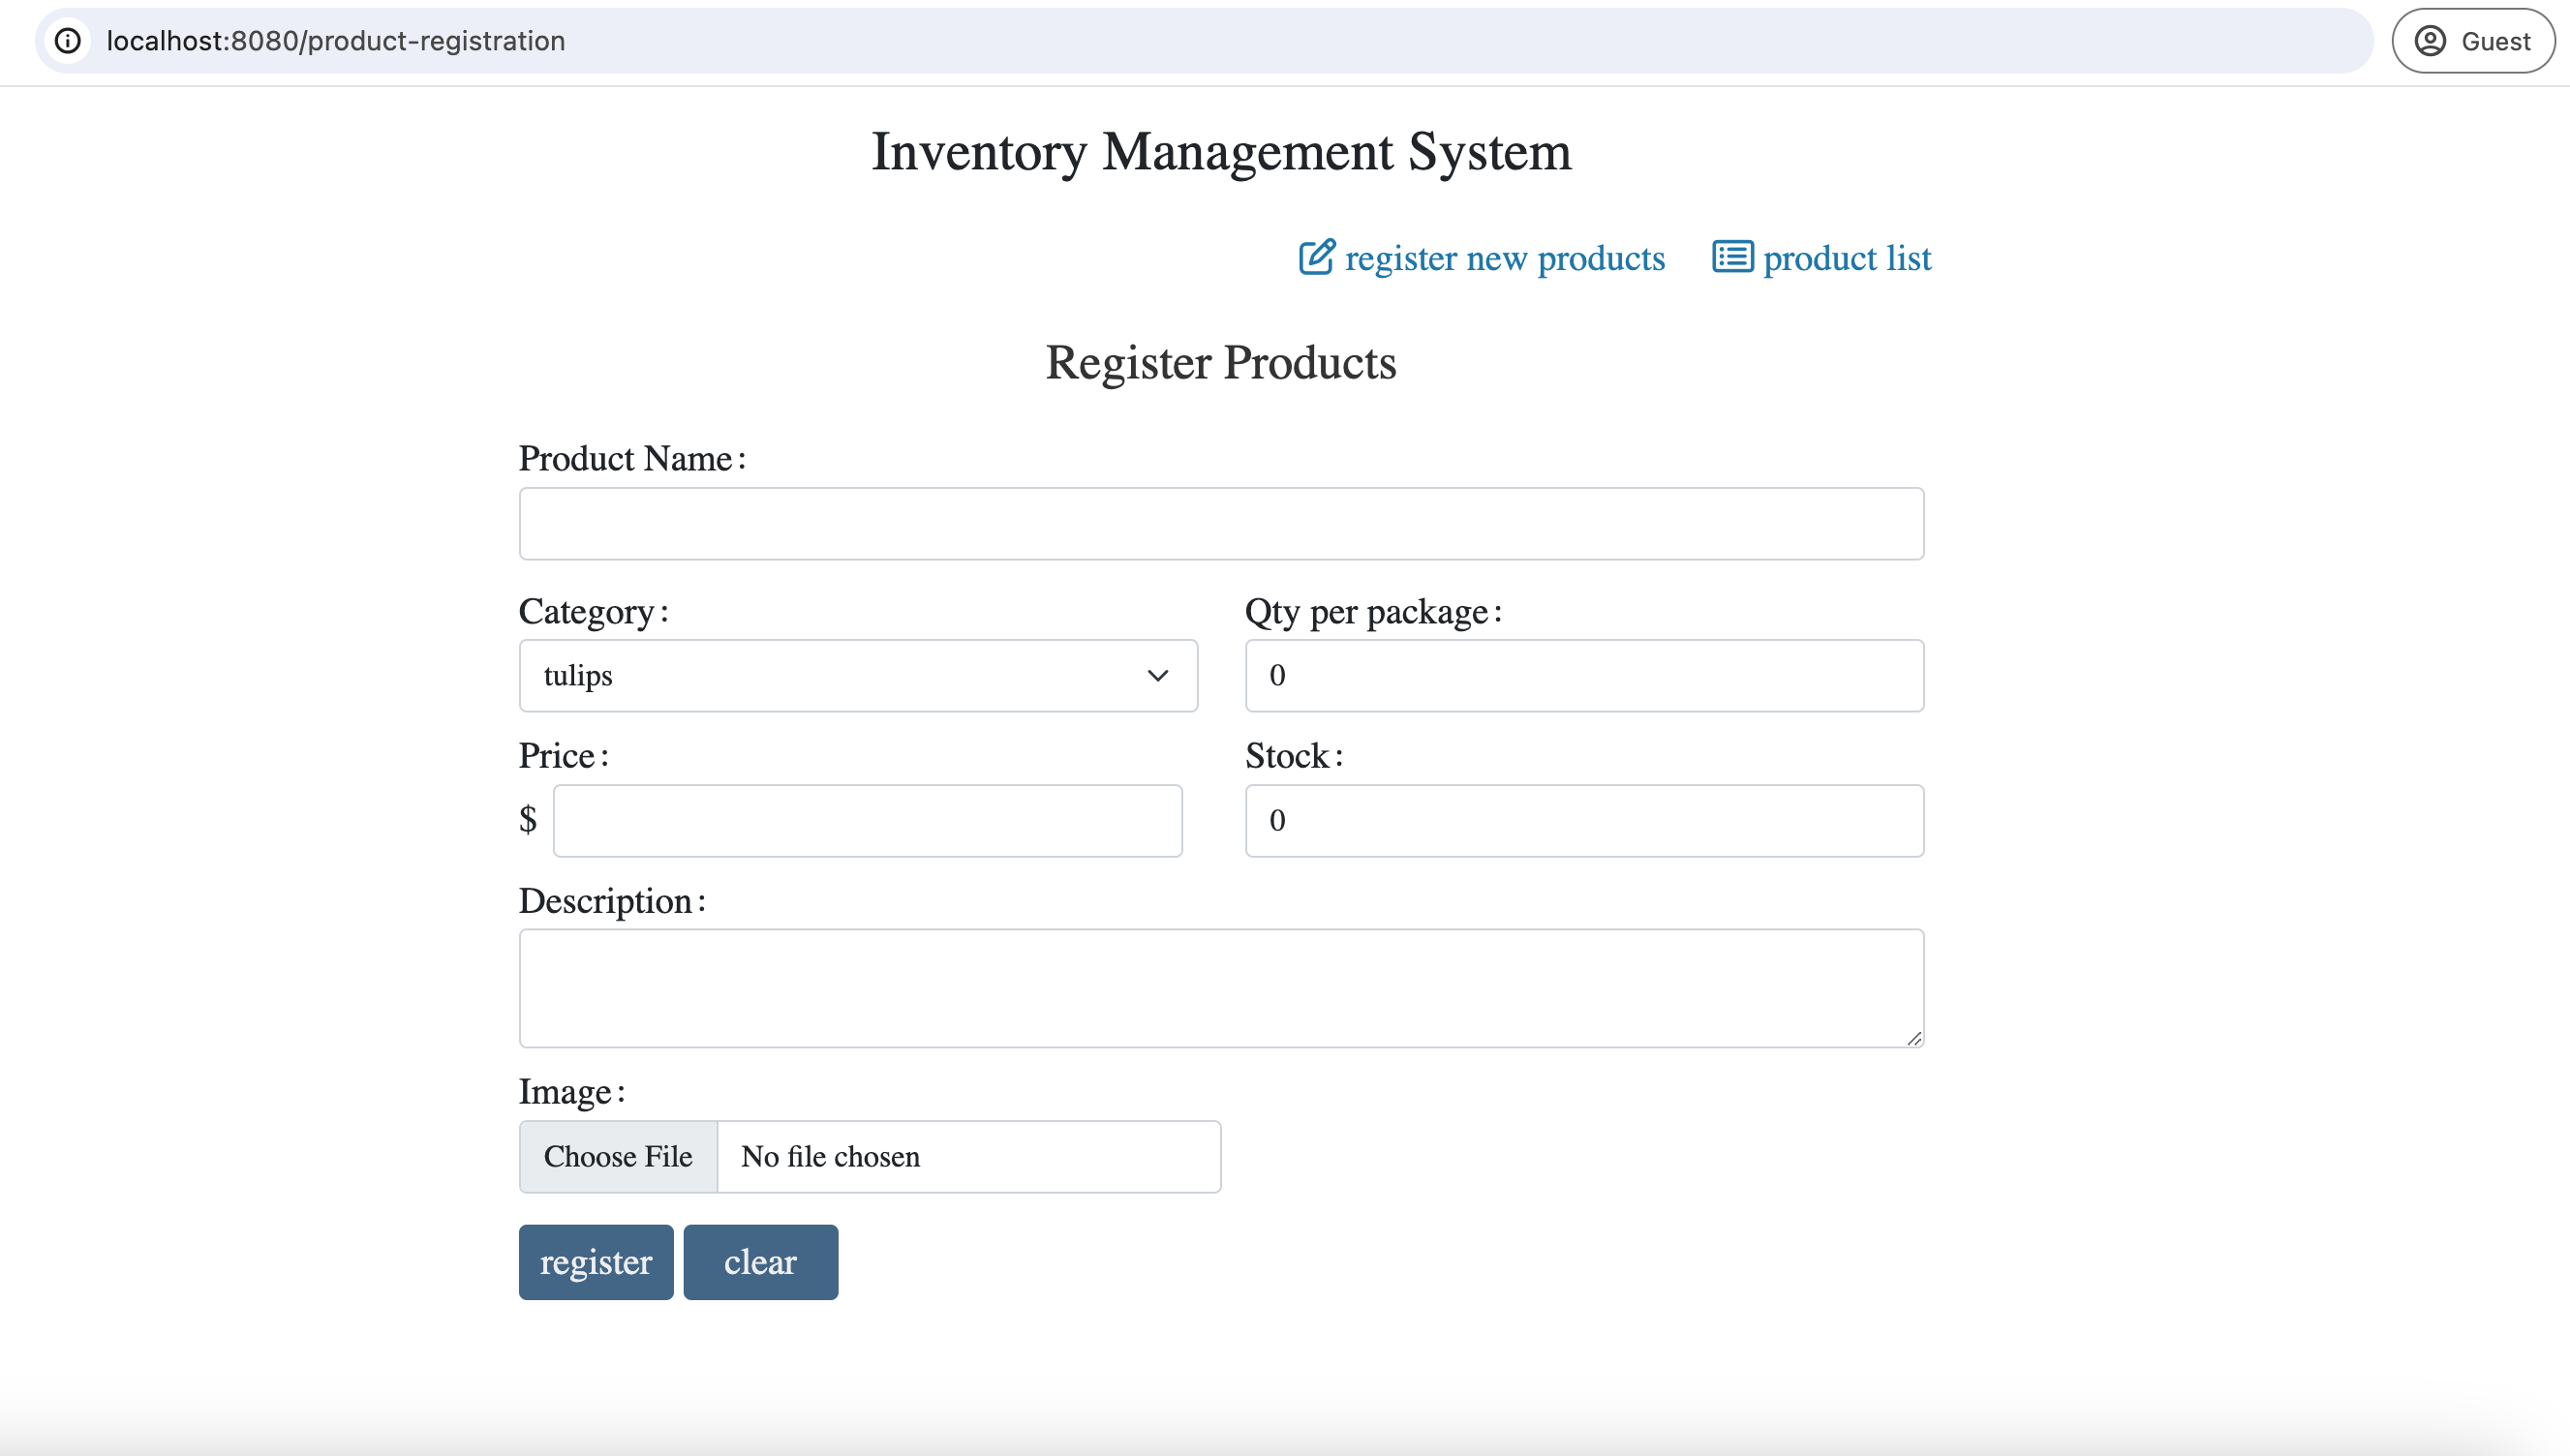 localhost:8080/product-registration
Guest
Inventory Management System
register new products product list
Register Products
Product Name:
Category: Qty per package:
tulips 0
Price: Stock:
$ 0
Description:
Image:
Choose File No file chosen
register clear